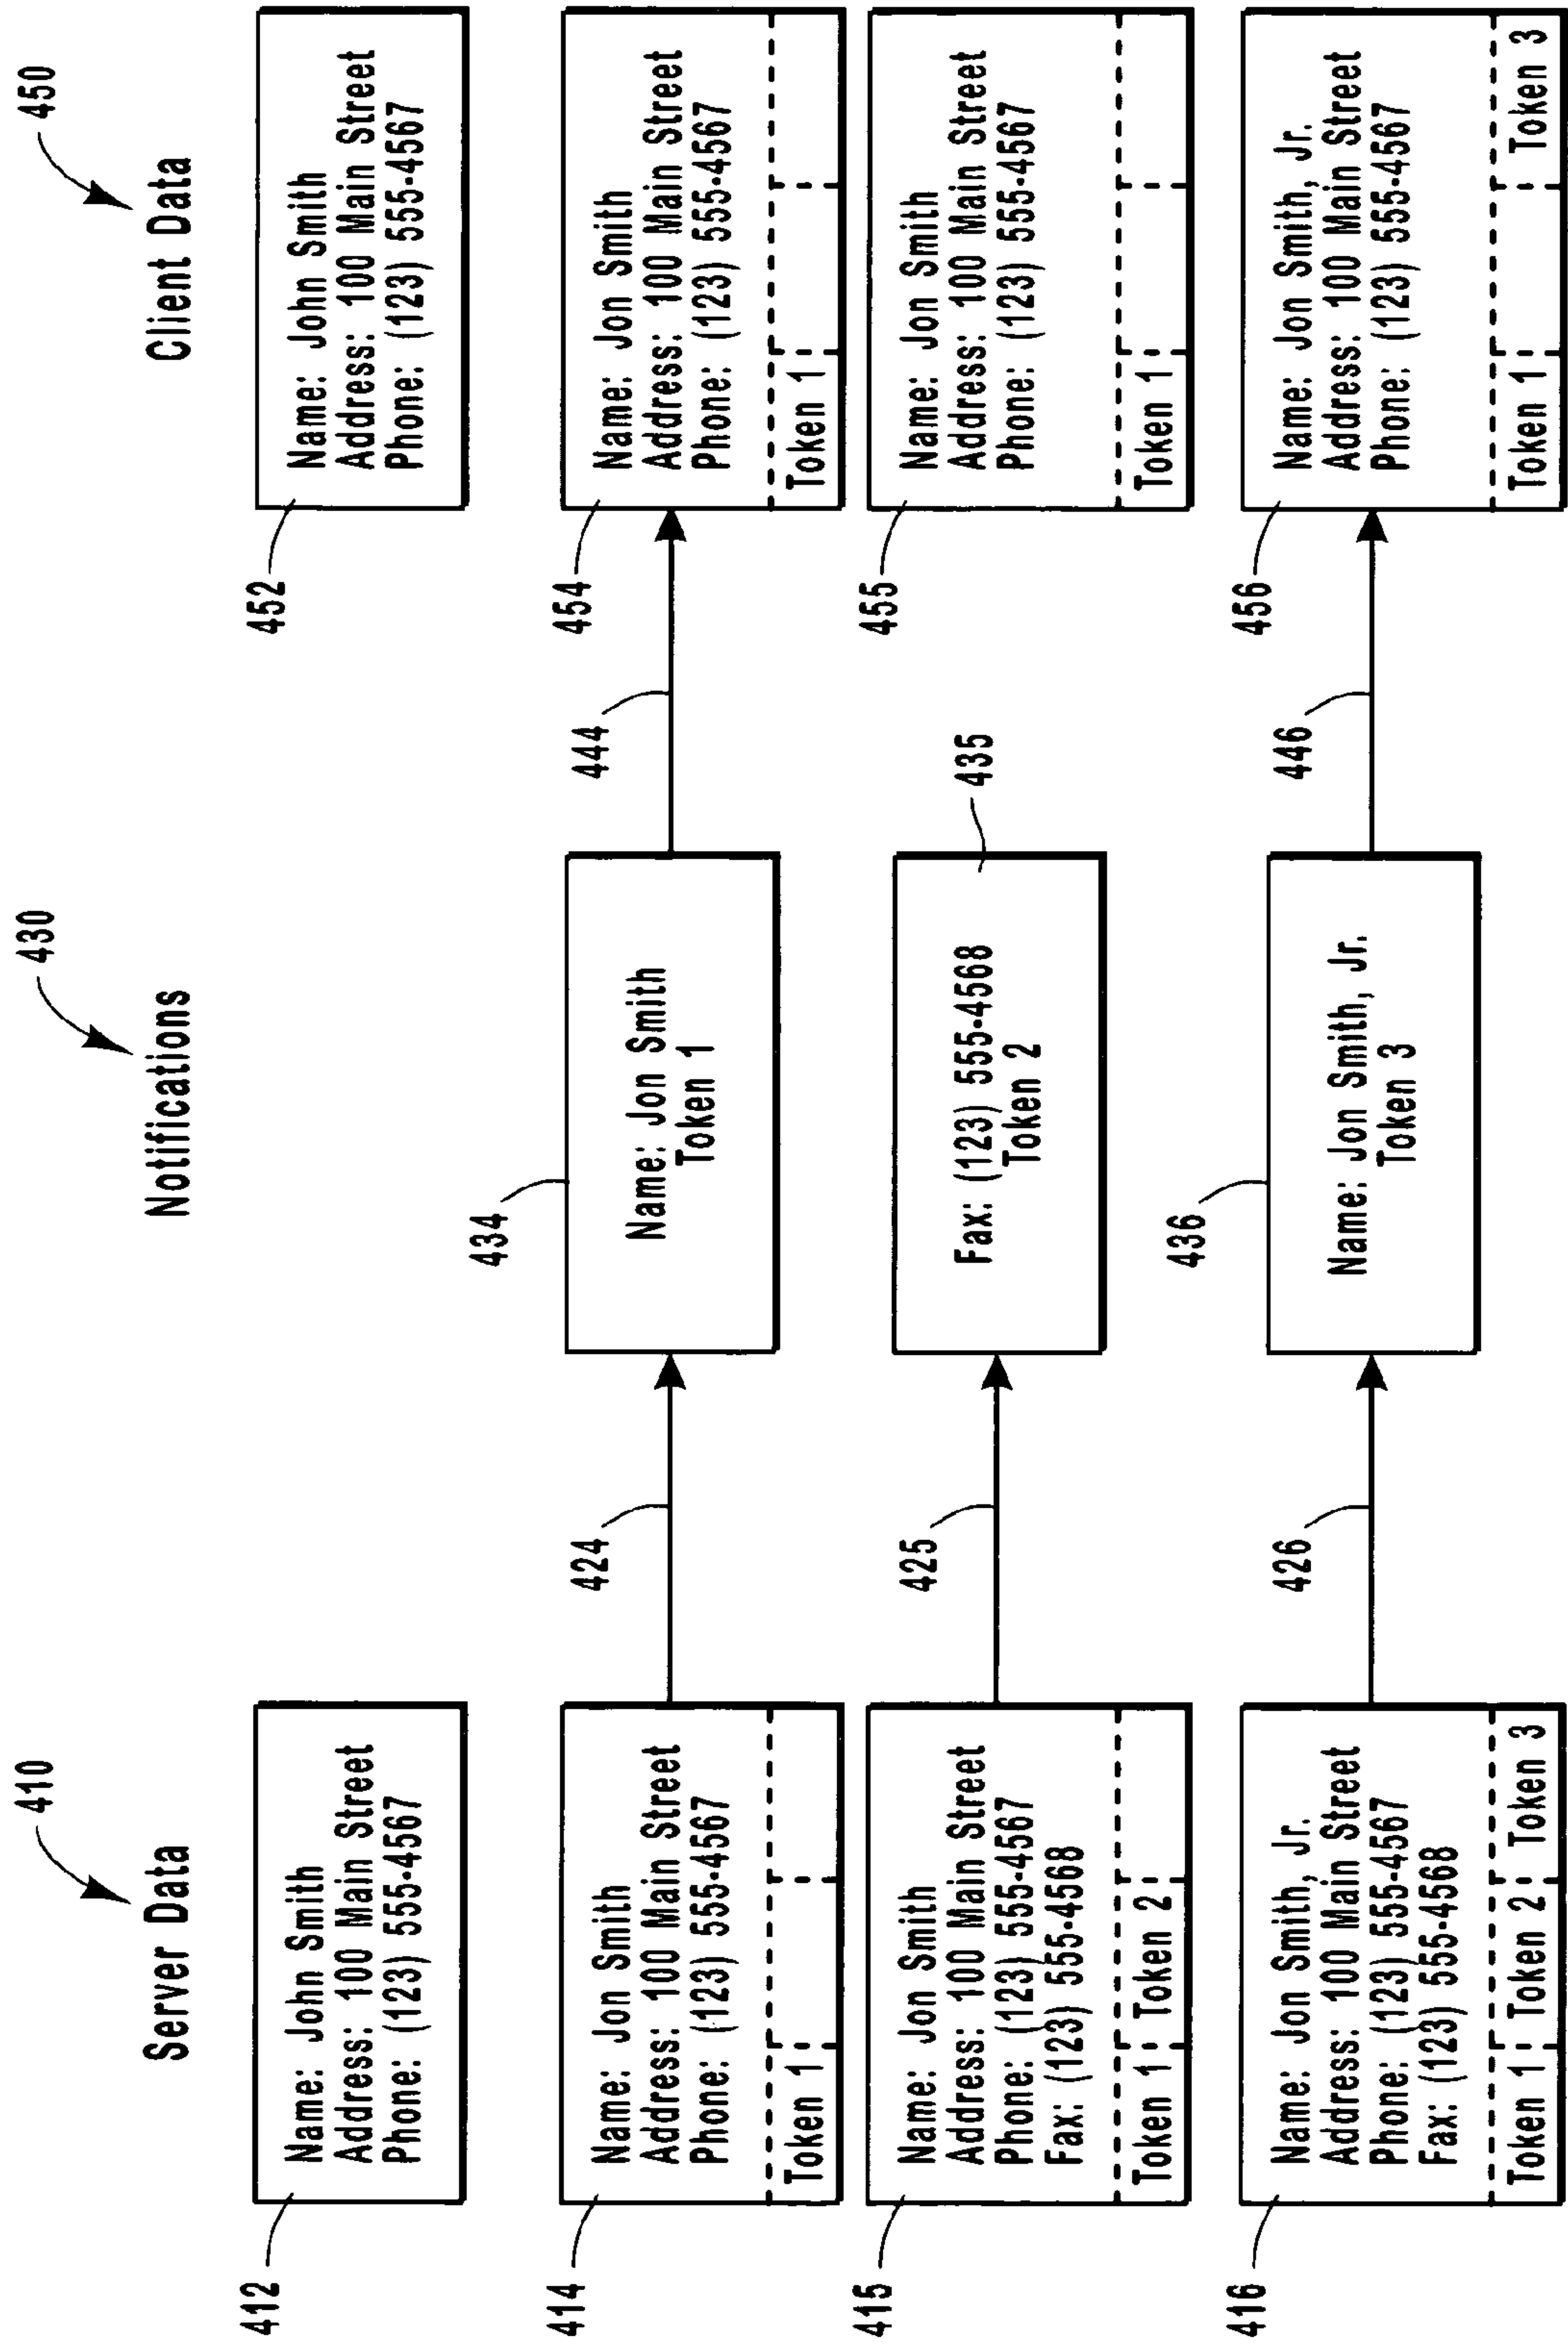 410
430
450
Server Data
Notifications
Client Data
412
Name: John Smith
Address: 100 Main Street
Phone: (123) 555-4567
452
Name: John Smith
Address: 100 Main Street
Phone: (123) 555-4567
414
Name: Jon Smith
Address: 100 Main Street
Phone: (123) 555-4567
Token 1
424
434
Name: Jon Smith
Token 1
444
454
Name: Jon Smith
Address: 100 Main Street
Phone: (123) 555-4567
Token 1
415
Name: Jon Smith
Address: 100 Main Street
Phone: (123) 555-4567
Fax: (123) 555-4568
Token 1 Token 2
425
435
Fax: (123) 555-4568
Token 2
455
Name: Jon Smith
Address: 100 Main Street
Phone: (123) 555-4567
Token 1
416
Name: Jon Smith, Jr.
Address: 100 Main Street
Phone: (123) 555-4567
Fax: (123) 555-4568
Token 1 Token 2 Token 3
426
436
Name: Jon Smith, Jr.
Token 3
446
456
Name: Jon Smith, Jr.
Address: 100 Main Street
Phone: (123) 555-4567
Token 1 Token 3